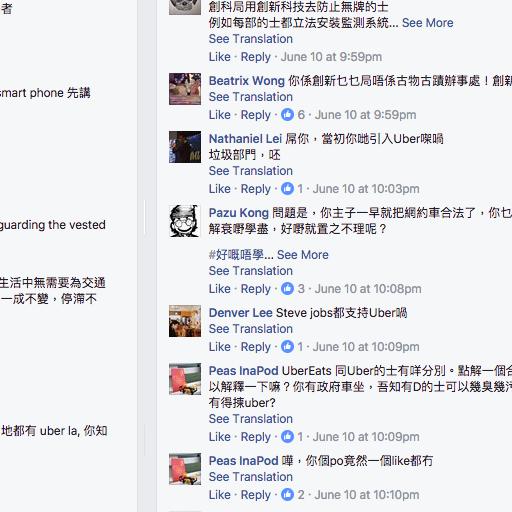 者
smart phone 先講
guarding the vested
生活中無需要為交通
一成不變，停滯不
地都有 uber la, 你知
創科局用創新科技去防止無牌的士
例如每部的士都立法安裝監測系統... See More
See Translation
Like · Reply · June 10 at 9:59pm
Beatrix Wong 你係創新乜乜局唔係古物古蹟辦事處！創新
See Translation
Like · Reply · 6 · June 10 at 9:59pm
Nathaniel Lei 屌你，當初你哋引入Uber㗎喎
垃圾部門，呸
See Translation
Like · Reply · 1 · June 10 at 10:03pm
Pazu Kong 問題是，你主子一早就把網約車合法了，你乜
解衰嘢學盡，好嘢就置之不理呢？
#好嘅唔學... See More
See Translation
Like · Reply · 3 · June 10 at 10:08pm
Denver Lee Steve jobs都支持Uber喎
See Translation
Like · Reply · 1 · June 10 at 10:09pm
Peas InaPod UberEats 同Uber的士有咩分別。點解一個合
以解釋一下嘛？你有政府車坐，吾知有D的士可以幾臭幾污
有得揀uber?
See Translation
Like · Reply · 1 · June 10 at 10:09pm
Peas InaPod 嘩，你個po竟然一個like都冇
See Translation
Like · Reply · 2 · June 10 at 10:10pm